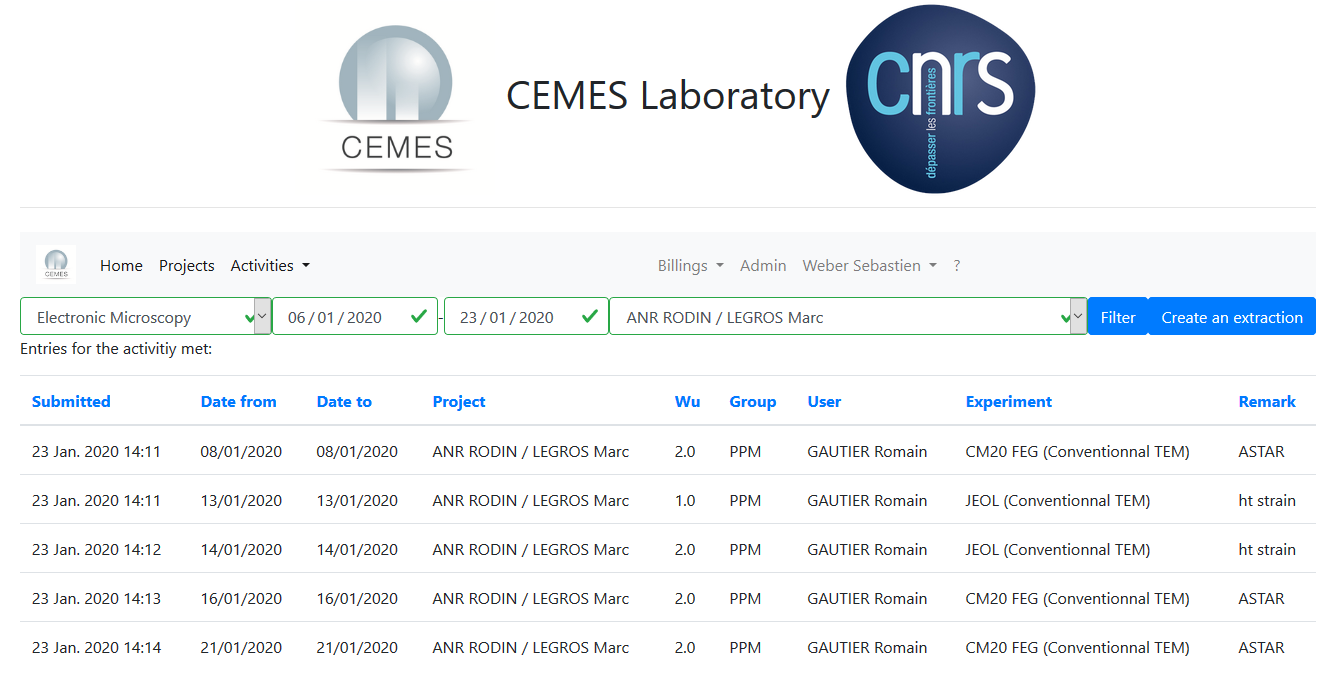 CEMES
CEMES Laboratory
cnrs
dépasser les frontières
CEMES
Home Projects Activities Billings Admin Weber Sebastien ?
Electronic Microscopy 06 / 01 / 2020 - 23 / 01 / 2020 ANR RODIN / LEGROS Marc Filter Create an extraction
Entries for the activitiy met:
Submitted Date from Date to Project Wu Group User Experiment Remark
23 Jan. 2020 14:11 08/01/2020 08/01/2020 ANR RODIN / LEGROS Marc 2.0 PPM GAUTIER Romain CM20 FEG (Conventionnal TEM) ASTAR
23 Jan. 2020 14:11 13/01/2020 13/01/2020 ANR RODIN / LEGROS Marc 1.0 PPM GAUTIER Romain JEOL (Conventionnal TEM) ht strain
23 Jan. 2020 14:12 14/01/2020 14/01/2020 ANR RODIN / LEGROS Marc 2.0 PPM GAUTIER Romain JEOL (Conventionnal TEM) ht strain
23 Jan. 2020 14:13 16/01/2020 16/01/2020 ANR RODIN / LEGROS Marc 2.0 PPM GAUTIER Romain CM20 FEG (Conventionnal TEM) ASTAR
23 Jan. 2020 14:14 21/01/2020 21/01/2020 ANR RODIN / LEGROS Marc 2.0 PPM GAUTIER Romain CM20 FEG (Conventionnal TEM) ASTAR